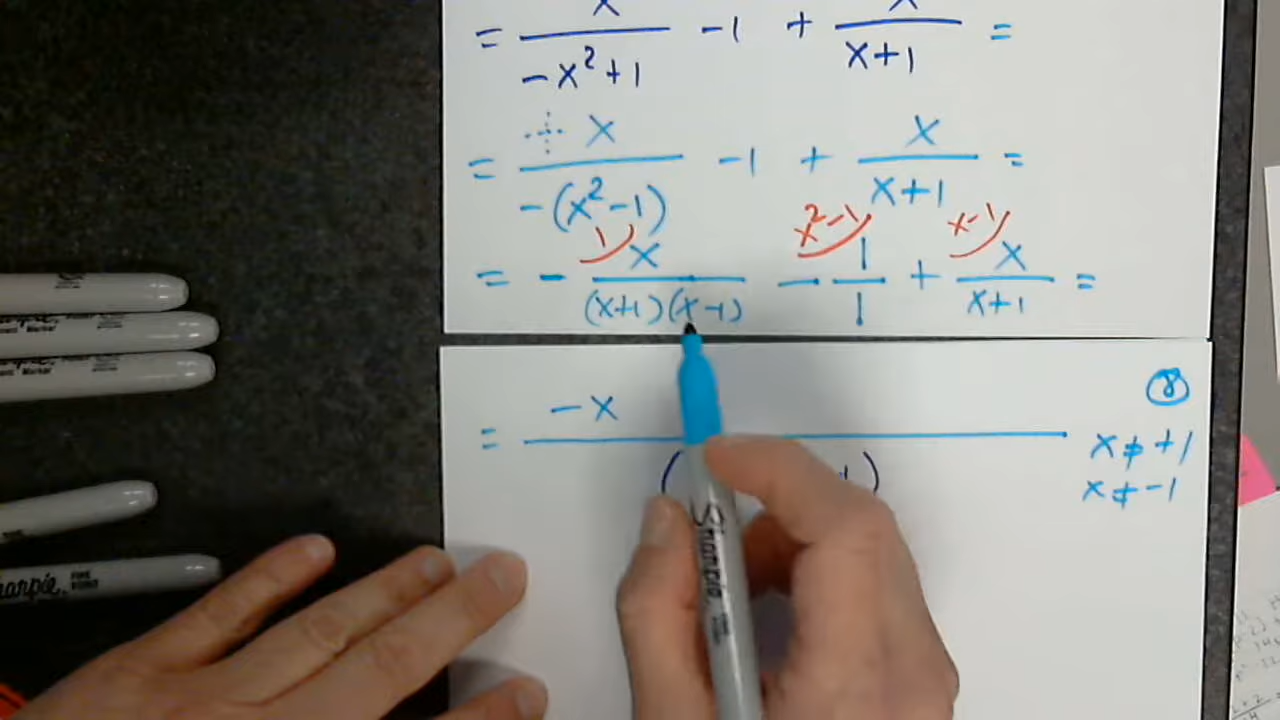 = x/(-x²+1) -1 + x/(x+1) =
= x/(-(x²-1)) -1 + x/(x+1) =
1) x²-1) x-1)
= - x/((x+1)(x-1)) - 1/1 + x/(x+1) =
8
= -x
x ≠ +1
x ≠ -1
Sharpie